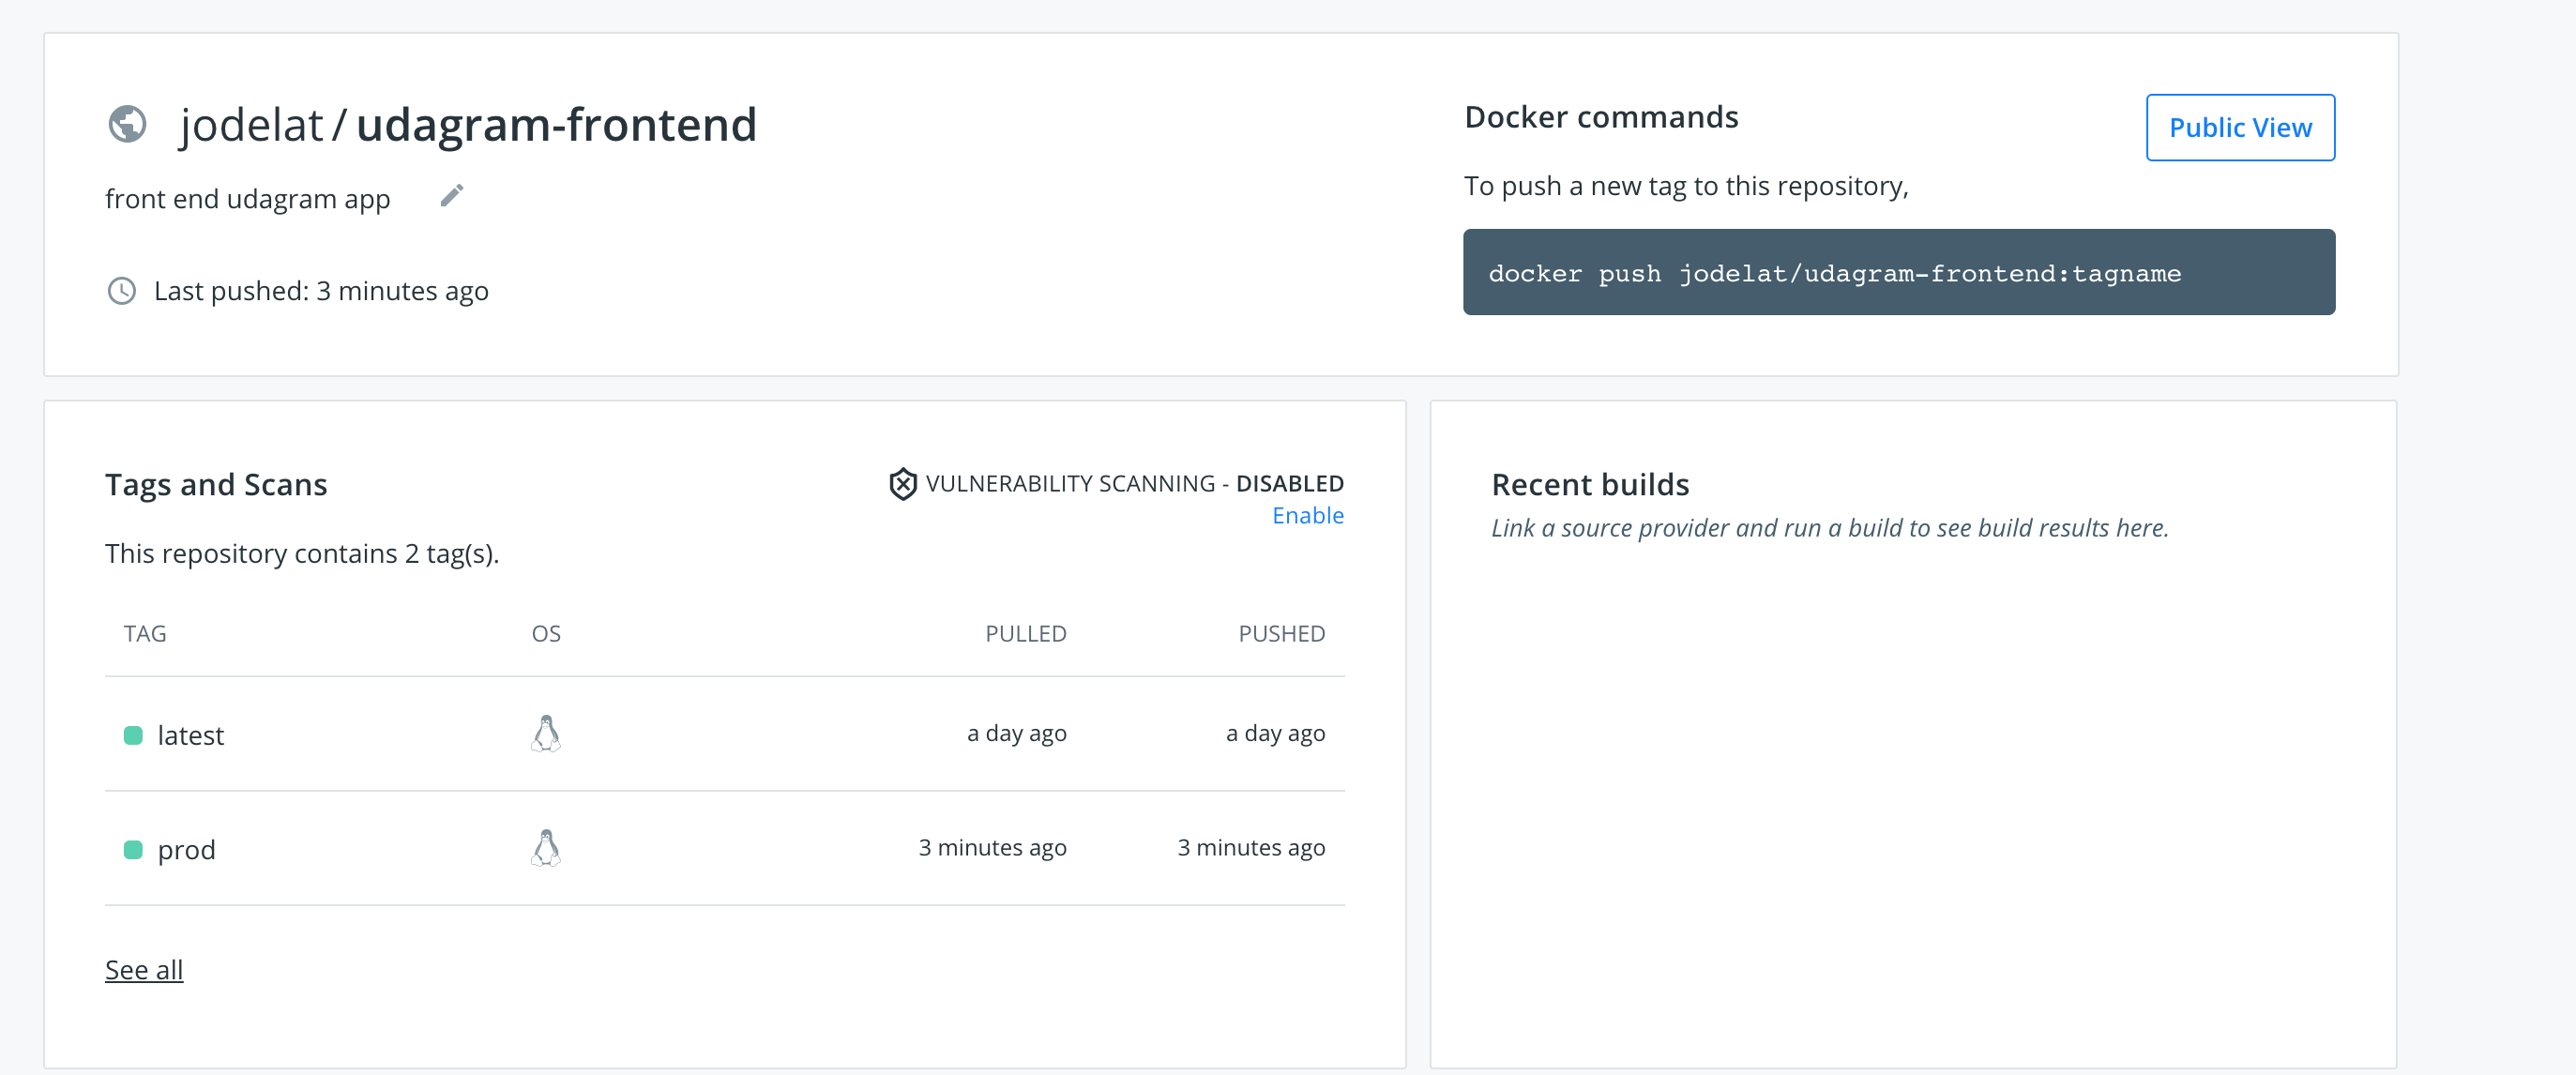 jodelat / udagram-frontend
front end udagram app
Last pushed: 3 minutes ago
Docker commands
Public View
To push a new tag to this repository,
docker push jodelat/udagram-frontend:tagname
Tags and Scans
VULNERABILITY SCANNING - DISABLED
Enable
This repository contains 2 tag(s).
TAG OS PULLED PUSHED
latest a day ago a day ago
prod 3 minutes ago 3 minutes ago
See all
Recent builds
Link a source provider and run a build to see build results here.